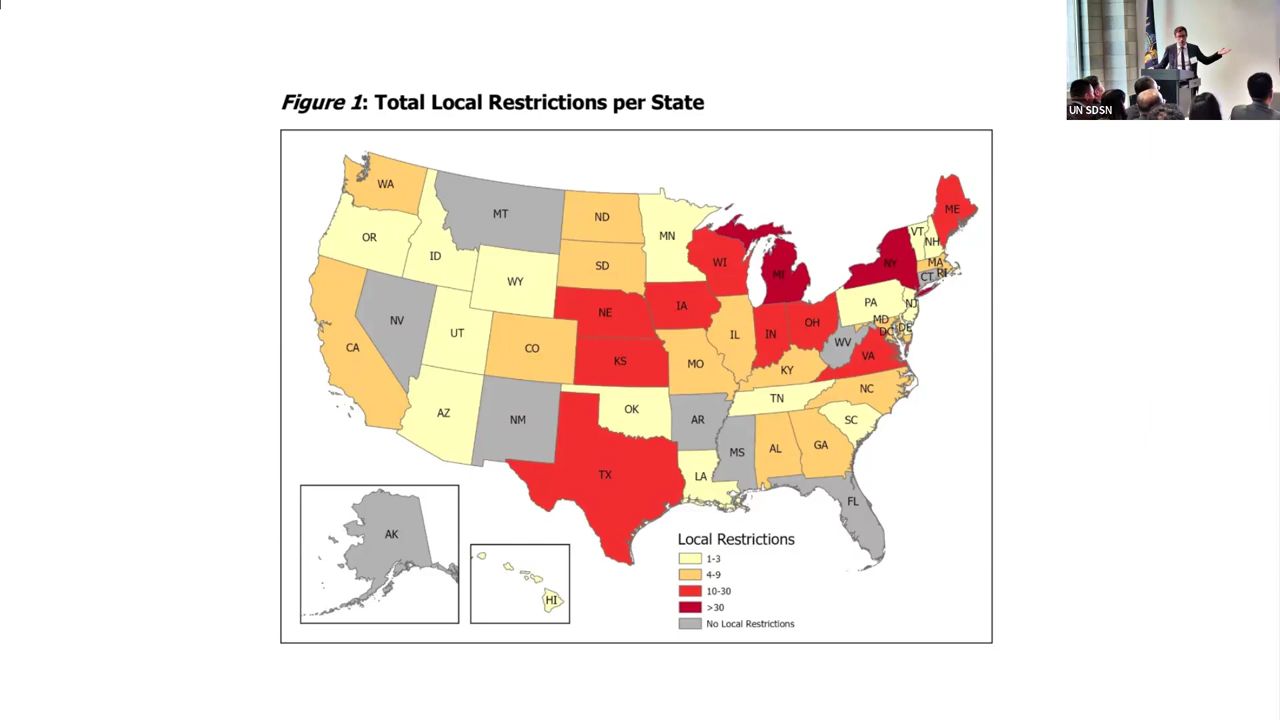 UN SDSN
Figure 1: Total Local Restrictions per State
WA
MT
ND
MN
ME
OR
ID
SD
WI
VT
NH
WY
MI
NY
MA
CT
RI
NE
IA
PA
NJ
NV
UT
CO
IL
IN
OH
MD
DE
DC
WV
CA
KS
MO
KY
VA
AZ
NM
OK
AR
TN
NC
SC
TX
LA
MS
AL
GA
FL
AK
HI
Local Restrictions
1-3
4-9
10-30
>30
No Local Restrictions